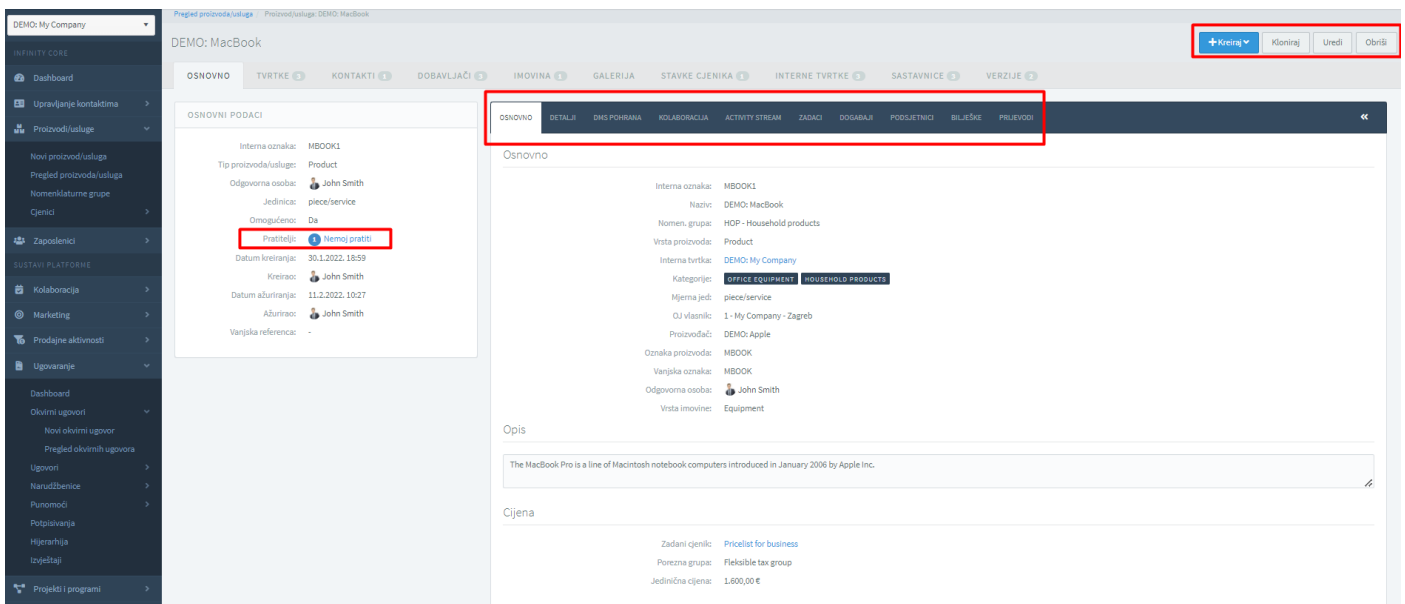 DEMO: My Company
Pregled proizvoda/usluga / Proizvod/usluge: DEMO: MacBook
DEMO: MacBook
Kreiraj Kloniraj Uredi Obriši
INFINITY CORE
Dashboard
Upravljanje kontaktima
Proizvodi/usluge
Novi proizvod/usluga
Pregled proizvoda/usluga
Nomenklaturne grupe
Cjenici
Zaposlenici
SUSTAVI PLATFORME
Kolaboracija
Marketing
Prodajne aktivnosti
Ugovaranje
Dashboard
Okvirni ugovori
Novi okvirni ugovor
Pregled okvirnih ugovora
Ugovori
Narudžbenice
Punomoći
Potpisivanja
Hijerarhija
Izvještaji
Projekti i programi
OSNOVNO TVRTKE KONTAKTI DOBAVLJAČI IMOVINA GALERIJA STAVKE CJENIKA INTERNE TVRTKE SASTAVNICE VERZIJE
OSNOVNI PODACI
Interna oznaka: MBOOK1
Tip proizvoda/usluge: Product
Odgovorna osoba: John Smith
Jedinica: piece/service
Omogućeno: Da
Pratitelji: 1 Nemoj pratiti
Datum kreiranja: 30.1.2022. 18:59
Kreirao: John Smith
Datum ažuriranja: 11.2.2022. 10:27
Ažurirao: John Smith
Vanjska referenca: -
OSNOVNO DETALJI DMS POHRANA KOLABORACIJA ACTIVITY STREAM ZADACI DOGAĐAJI PODSJETNICI BILJEŠKE PRIJEVODI
Osnovno
Interna oznaka: MBOOK1
Naziv: DEMO: MacBook
Nomen. grupa: HOP - Household products
Vrsta proizvoda: Product
Interna tvrtka: DEMO: My Company
Kategorije: OFFICE EQUIPMENT HOUSEHOLD PRODUCTS
Mjerna jed: piece/service
OJ vlasnik: 1 - My Company - Zagreb
Proizvođač: DEMO: Apple
Oznaka proizvoda: MBOOK
Vanjska oznaka: MBOOK
Odgovorna osoba: John Smith
Vrsta imovine: Equipment
Opis
The MacBook Pro is a line of Macintosh notebook computers introduced in January 2006 by Apple Inc.
Cijena
Zadani cjenik: Pricelist for business
Porezna grupa: Fleksible tax group
Jedinična cijena: 1.600,00 €